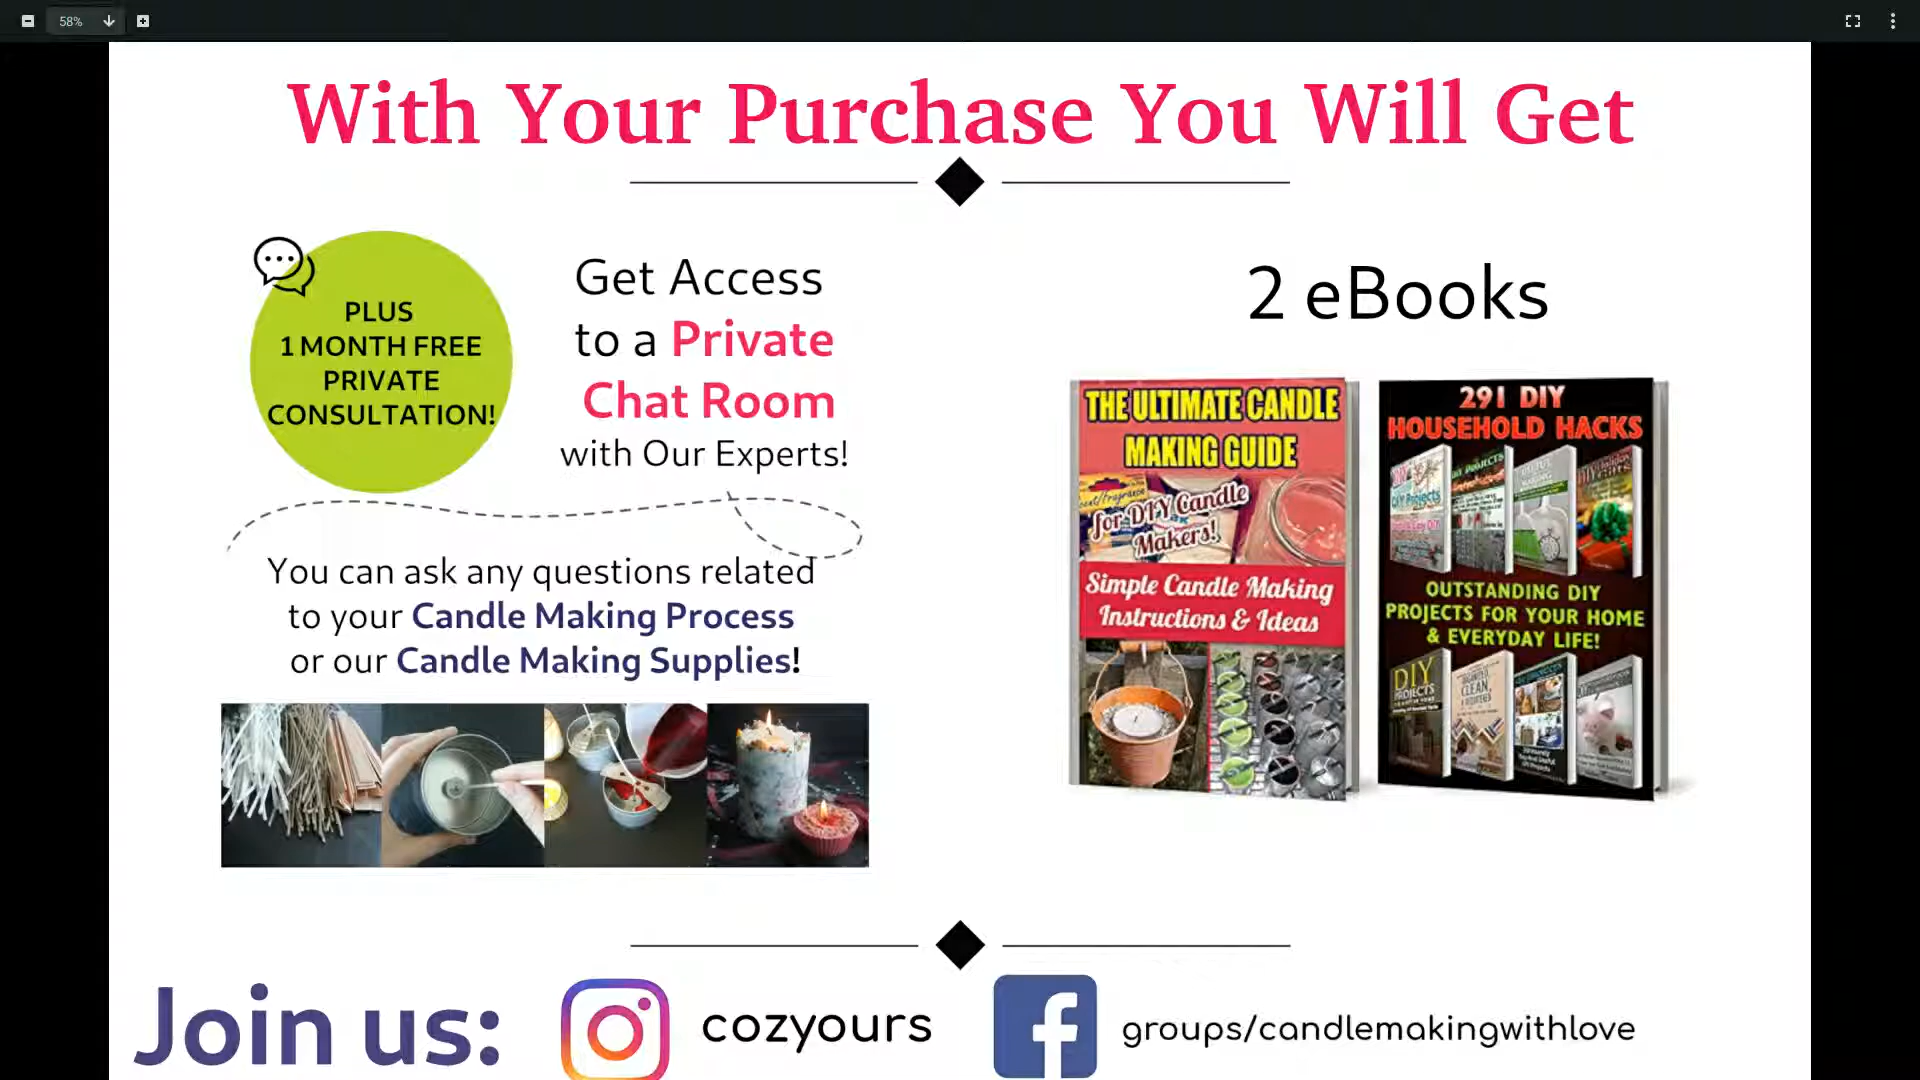 58%
With Your Purchase You Will Get
PLUS
1 MONTH FREE
PRIVATE
CONSULTATION!
Get Access
to a Private
Chat Room
with Our Experts!
You can ask any questions related
to your Candle Making Process
or our Candle Making Supplies!
2 eBooks
THE ULTIMATE CANDLE
MAKING GUIDE
for DIY Candle
Makers!
Simple Candle Making
Instructions & Ideas
291 DIY
HOUSEHOLD HACKS
OUTSTANDING DIY
PROJECTS FOR YOUR HOME
& EVERYDAY LIFE!
DIY
PROJECTS
Join us:
cozyours
groups/candlemakingwithlove